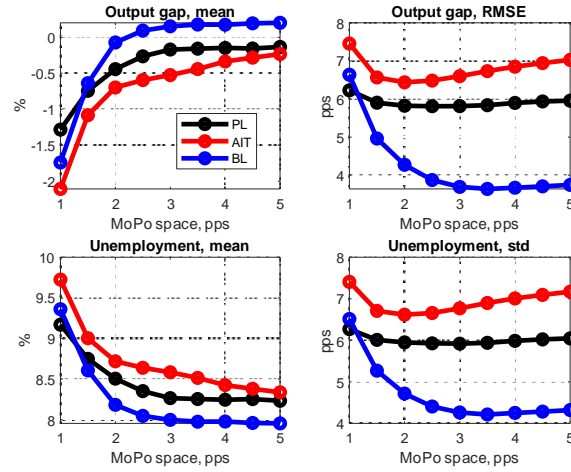 Output gap, mean
%
0
-0.5
-1
-1.5
-2
PL
AIT
BL
1 2 3 4 5
MoPo space, pps
Output gap, RMSE
pps
8
7
6
5
4
1 2 3 4 5
MoPo space, pps
Unemployment, mean
%
10
9.5
9
8.5
8
1 2 3 4 5
MoPo space, pps
Unemployment, std
pps
8
7
6
5
4
1 2 3 4 5
MoPo space, pps